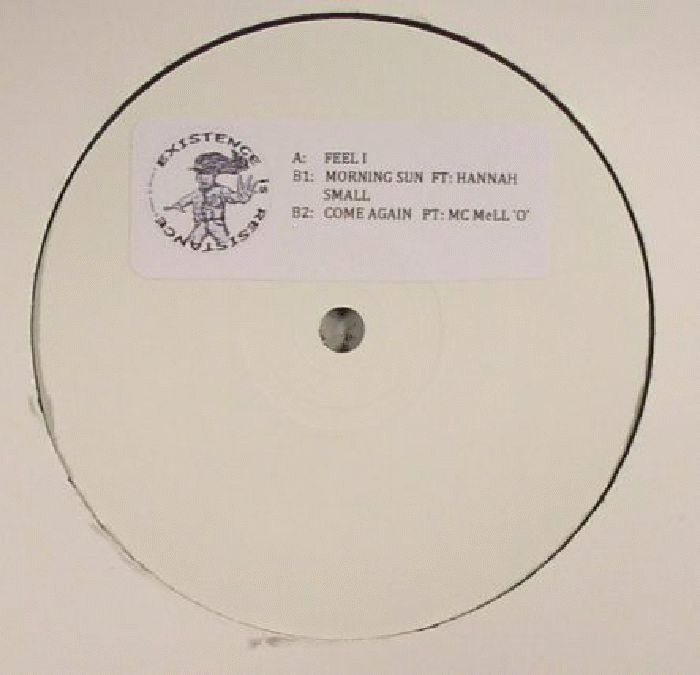 EXISTENCE is RESISTANCE
A: FEEL I
B1: MORNING SUN FT: HANNAH
SMALL
B2: COME AGAIN FT: MC MeLL 'O'